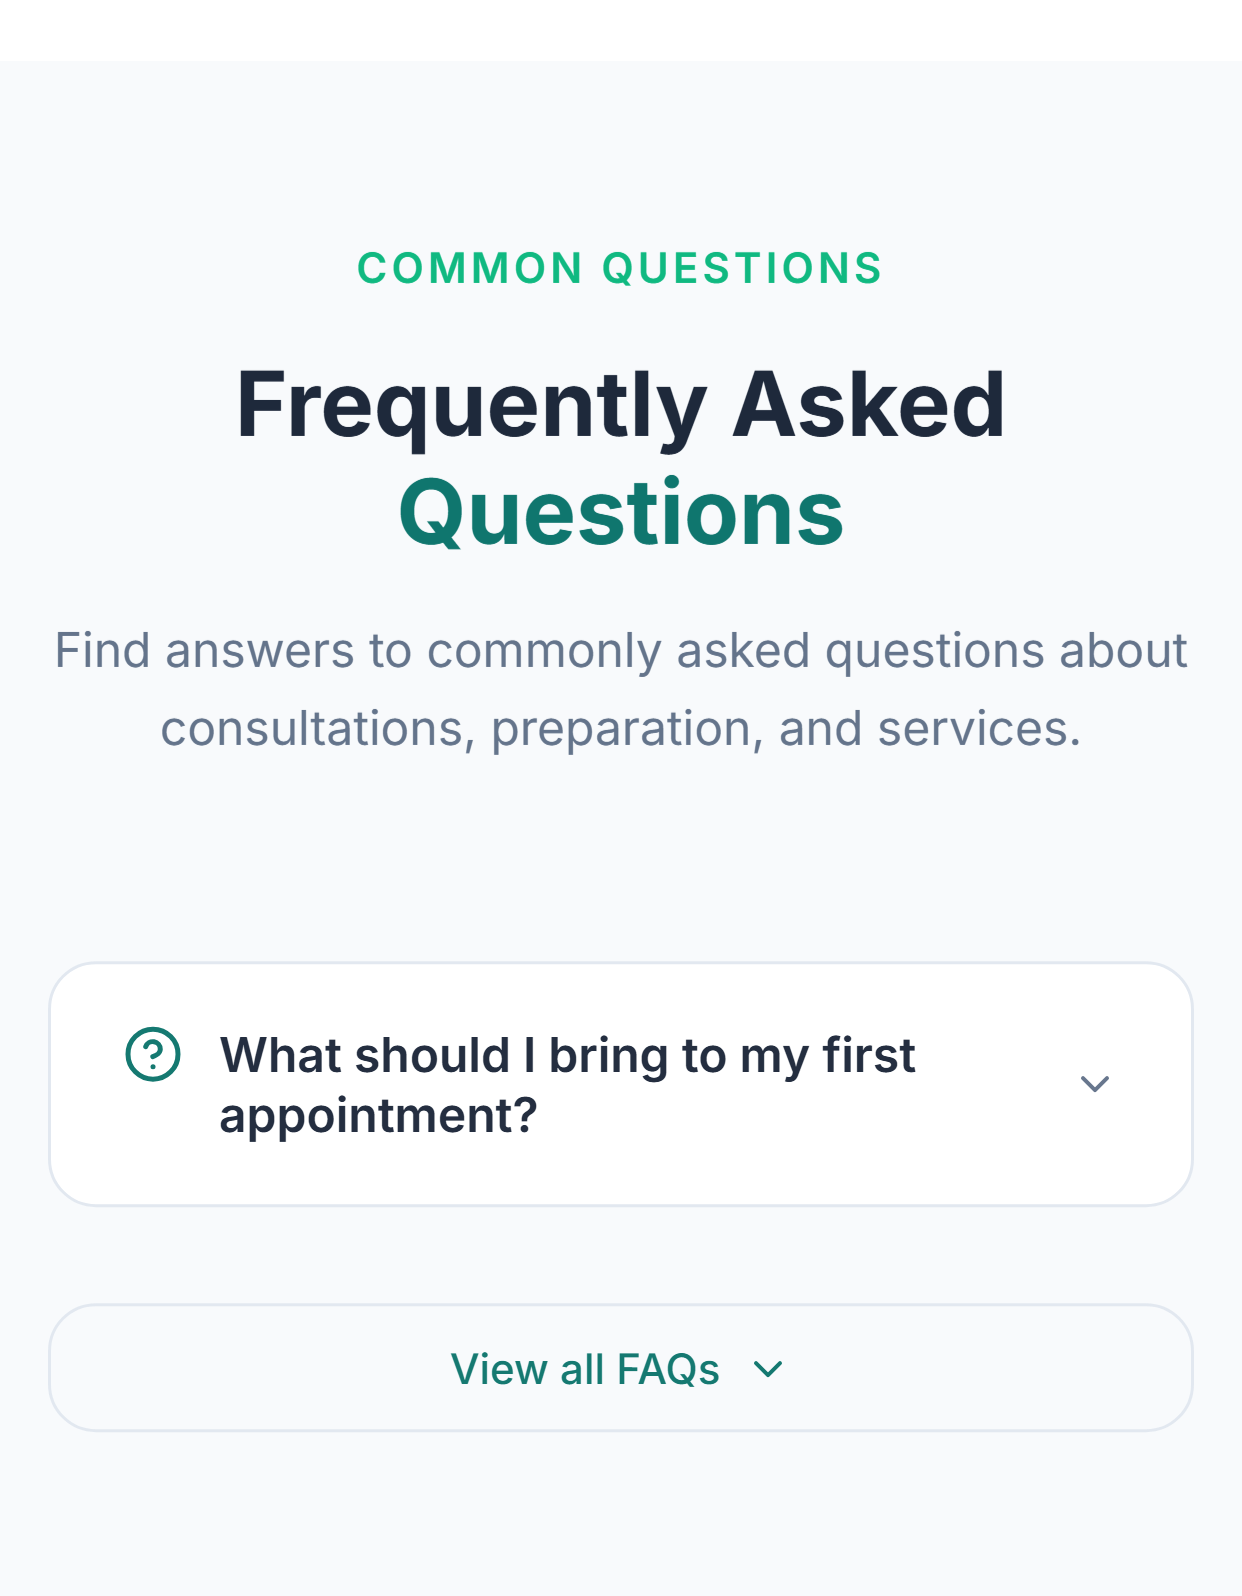 COMMON QUESTIONS
Frequently Asked
Questions
Find answers to commonly asked questions about
consultations, preparation, and services.
What should I bring to my first
appointment?
View all FAQs